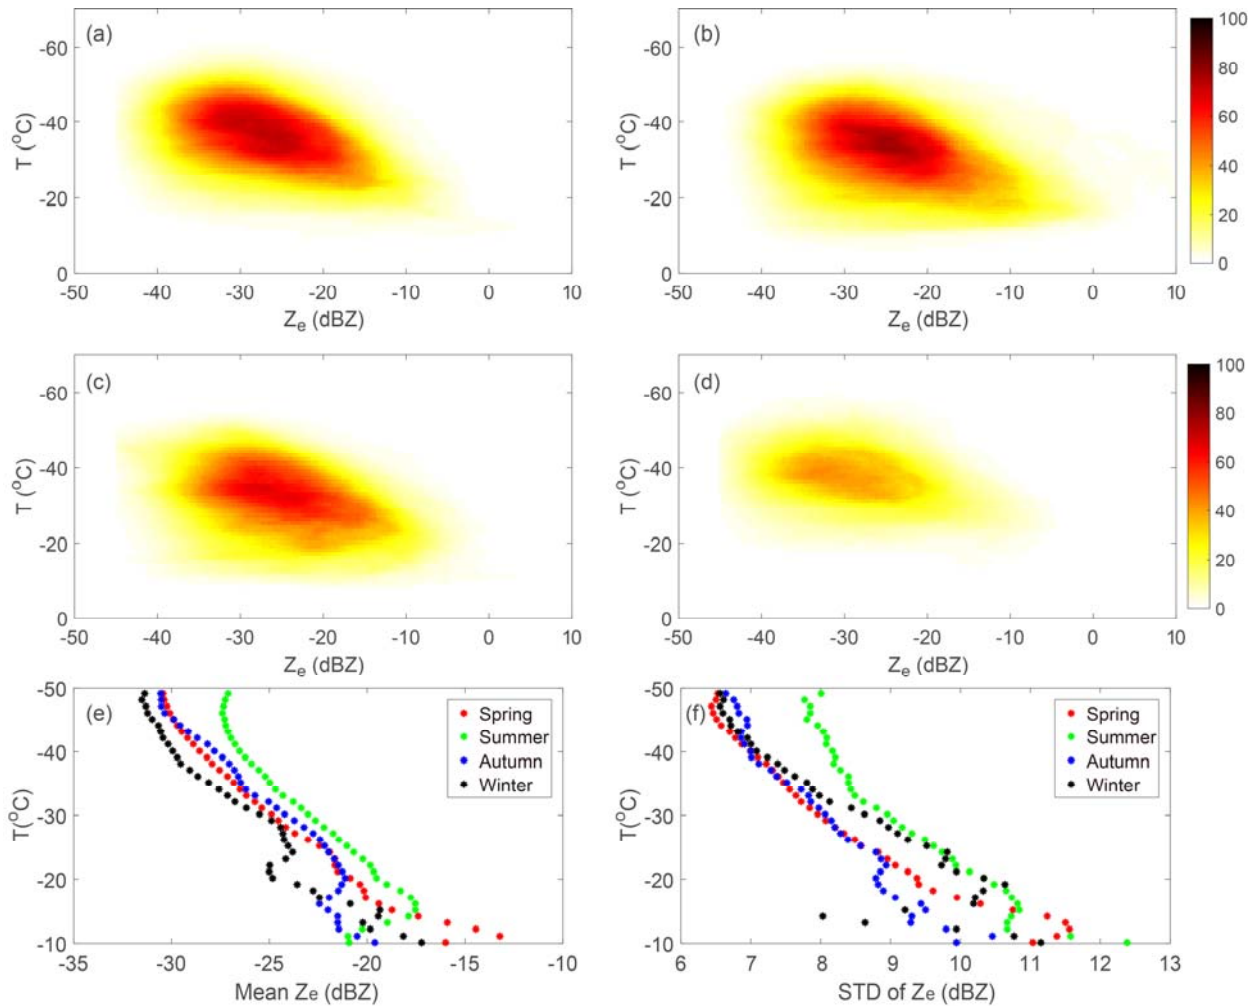 (a)
-60
-40
-20
0
T (°C)
-50 -40 -30 -20 -10 0 10
Ze (dBZ)
(b)
-60
-40
-20
0
T (°C)
-50 -40 -30 -20 -10 0 10
Ze (dBZ)
100
80
60
40
20
0
(c)
-60
-40
-20
0
T (°C)
-50 -40 -30 -20 -10 0 10
Ze (dBZ)
(d)
-60
-40
-20
0
T (°C)
-50 -40 -30 -20 -10 0 10
Ze (dBZ)
100
80
60
40
20
0
(e)
-50
-40
-30
-20
-10
T(°C)
Spring
Summer
Autumn
Winter
-35 -30 -25 -20 -15 -10
Mean Ze (dBZ)
(f)
-50
-40
-30
-20
-10
T(°C)
Spring
Summer
Autumn
Winter
6 7 8 9 10 11 12 13
STD of Ze (dBZ)